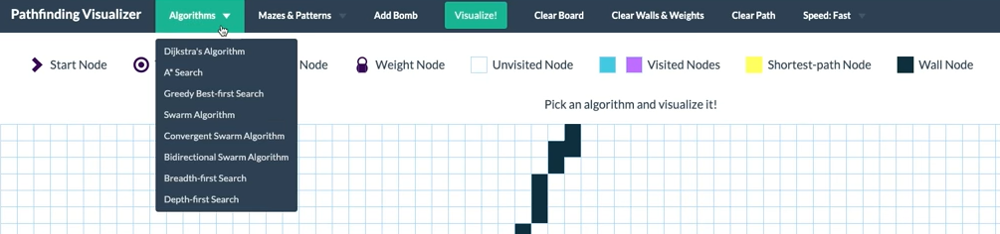 Pathfinding Visualizer Algorithms Mazes & Patterns Add Bomb Visualize! Clear Board Clear Walls & Weights Clear Path Speed: Fast
Start Node Node Weight Node Unvisited Node Visited Nodes Shortest-path Node Wall Node
Dijkstra's Algorithm
A* Search
Greedy Best-first Search
Swarm Algorithm
Convergent Swarm Algorithm
Bidirectional Swarm Algorithm
Breadth-first Search
Depth-first Search
Pick an algorithm and visualize it!